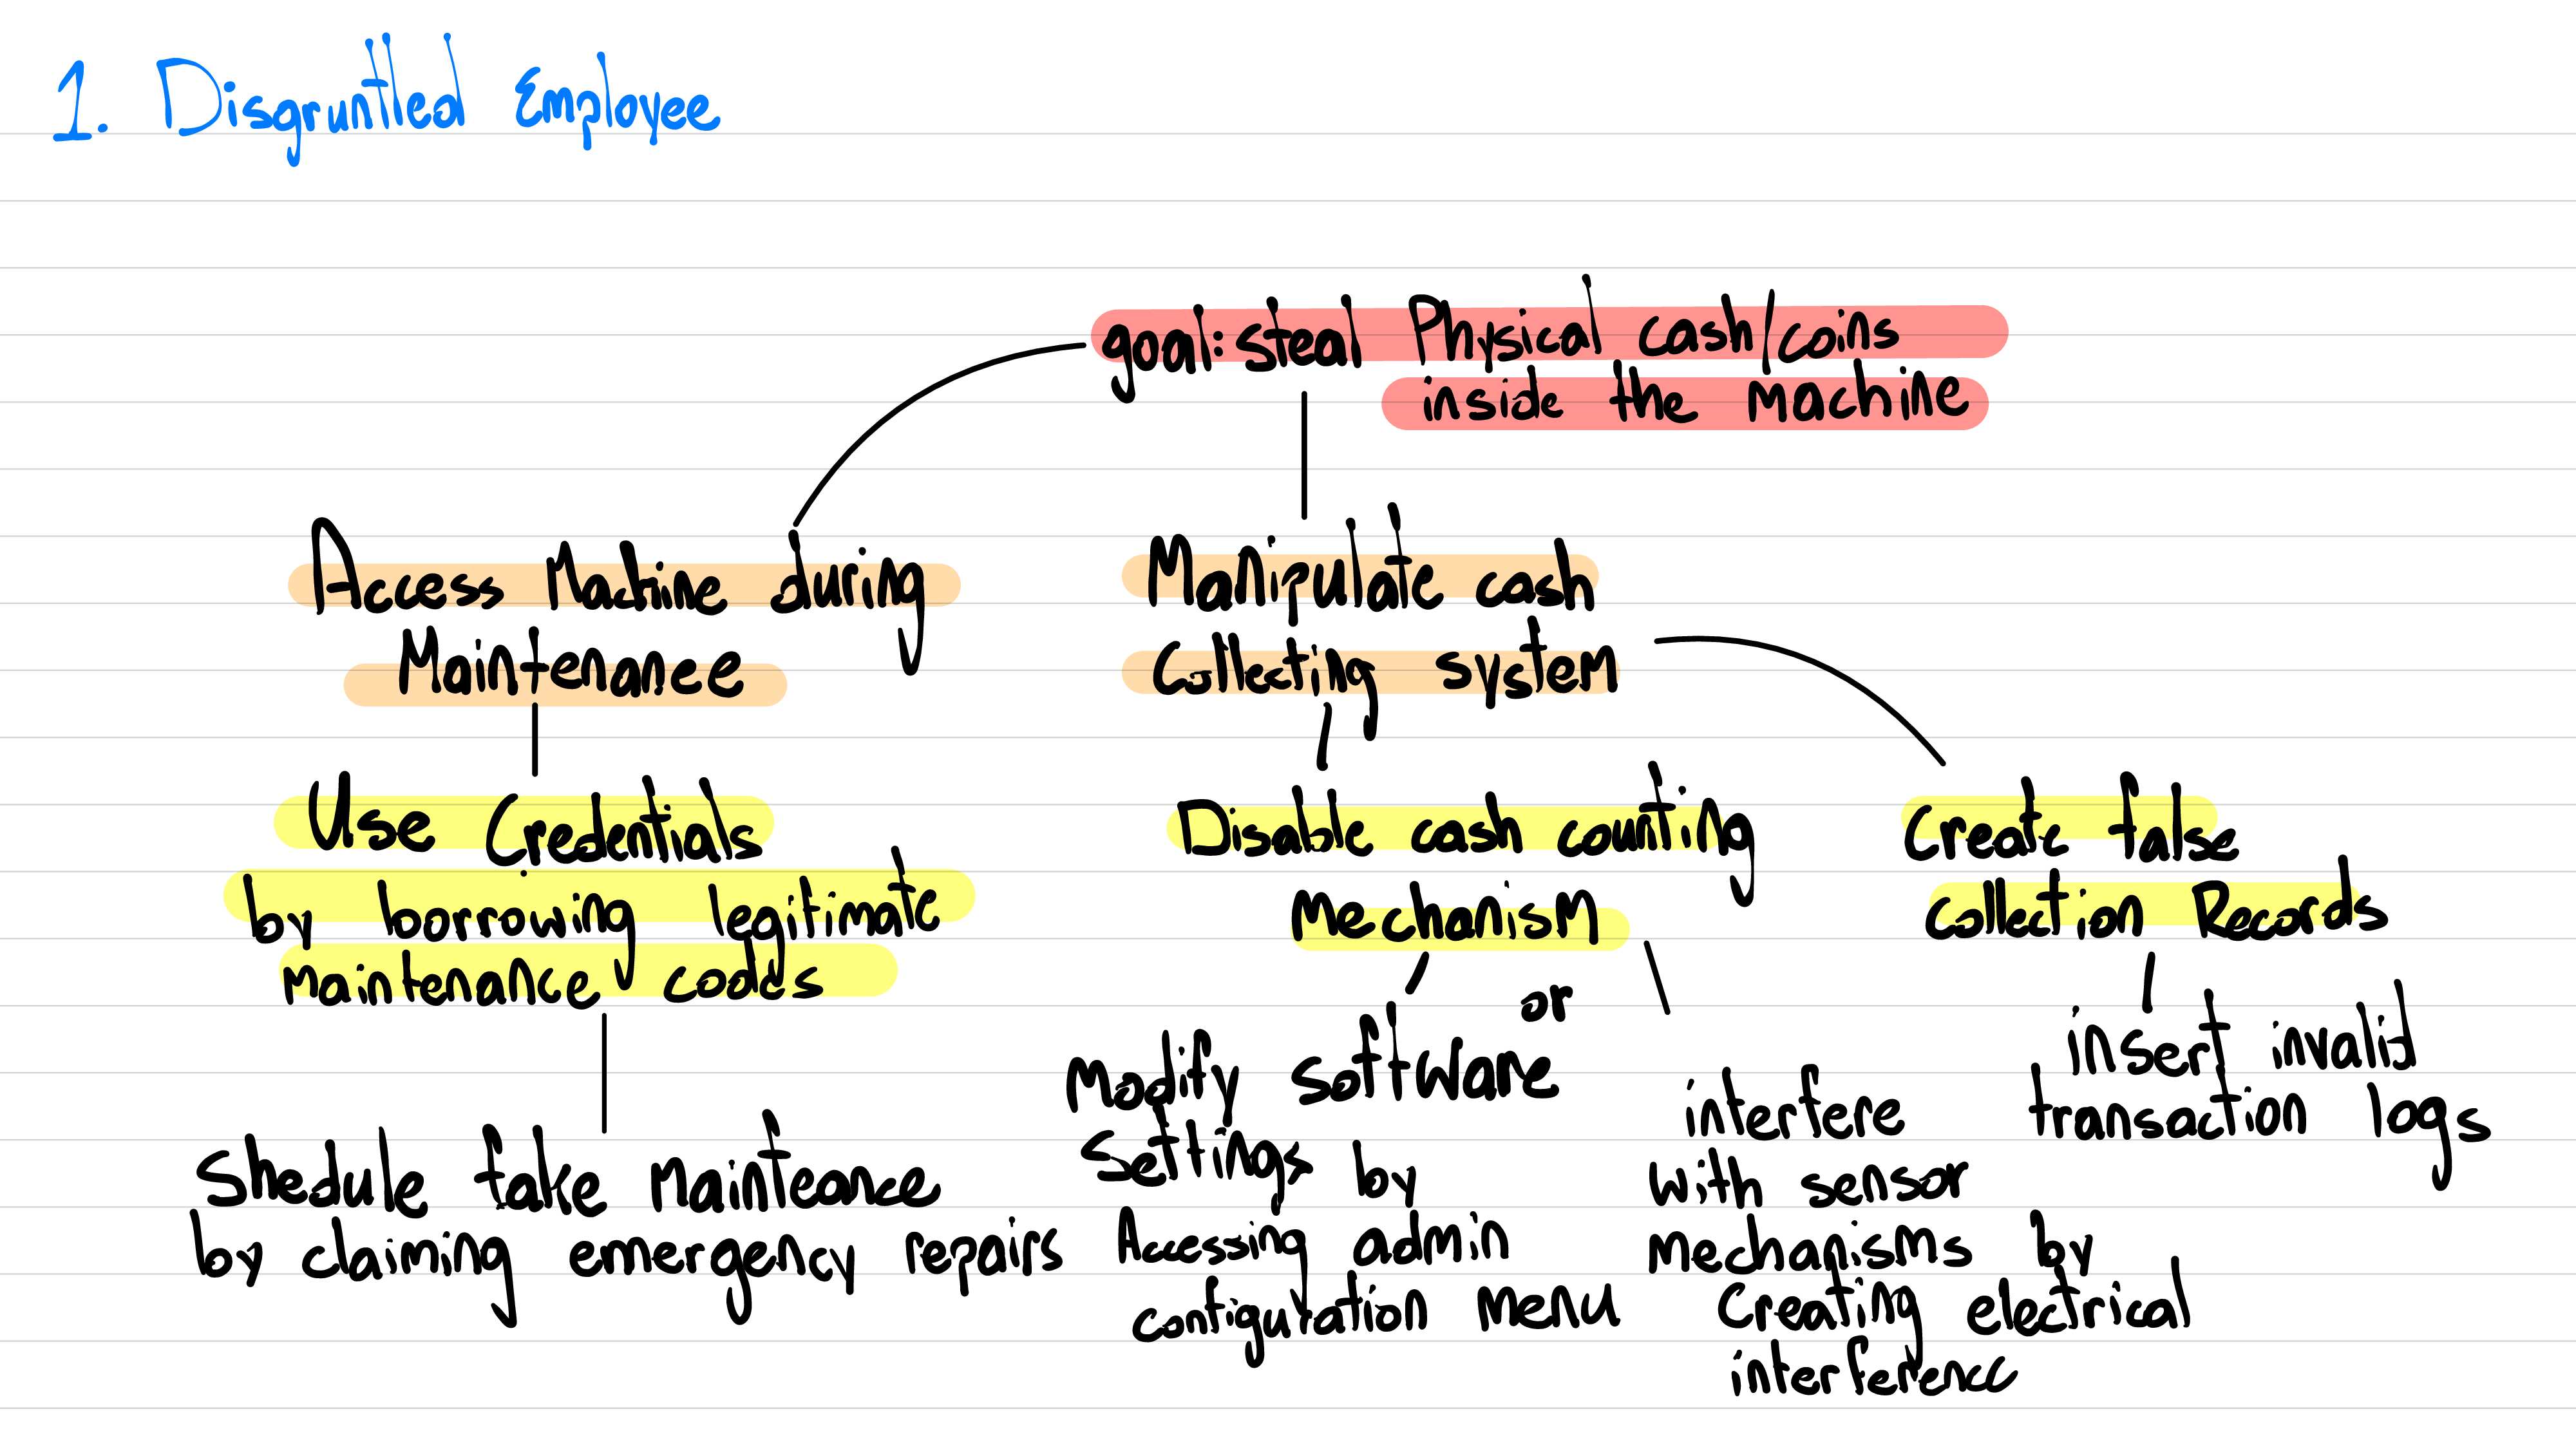 1. Disgruntled Employee
goal: steal Physical cash/coins
inside the Machine
Access Machine during
Maintenance
Manipulate cash
Collecting system
Use Credentials
by borrowing legitimate
Maintenance codes
Disable cash counting
Mechanism
Create false
Collection Records
or
Shedule fake Mainteance
by claiming emergency repairs
Modify Software
Settings by
Accessing admin
configuration Menu
interfere
with sensor
Mechanisms by
Creating electrical
interference
insert invalid
transaction logs